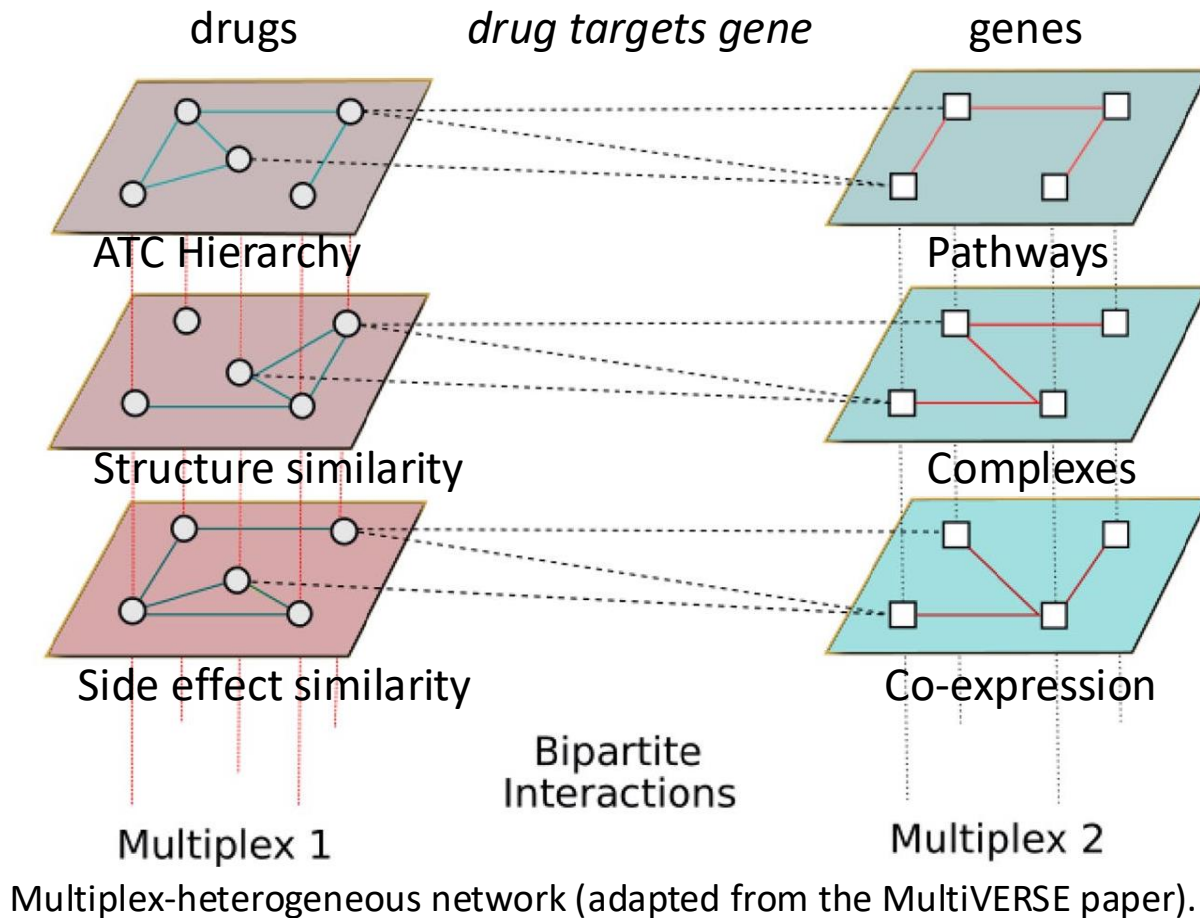 drugs
drug targets gene
genes
ATC Hierarchy
Pathways
Structure similarity
Complexes
Side effect similarity
Co-expression
Bipartite
Interactions
Multiplex 1
Multiplex 2
Multiplex-heterogeneous network (adapted from the MultiVERSE paper).